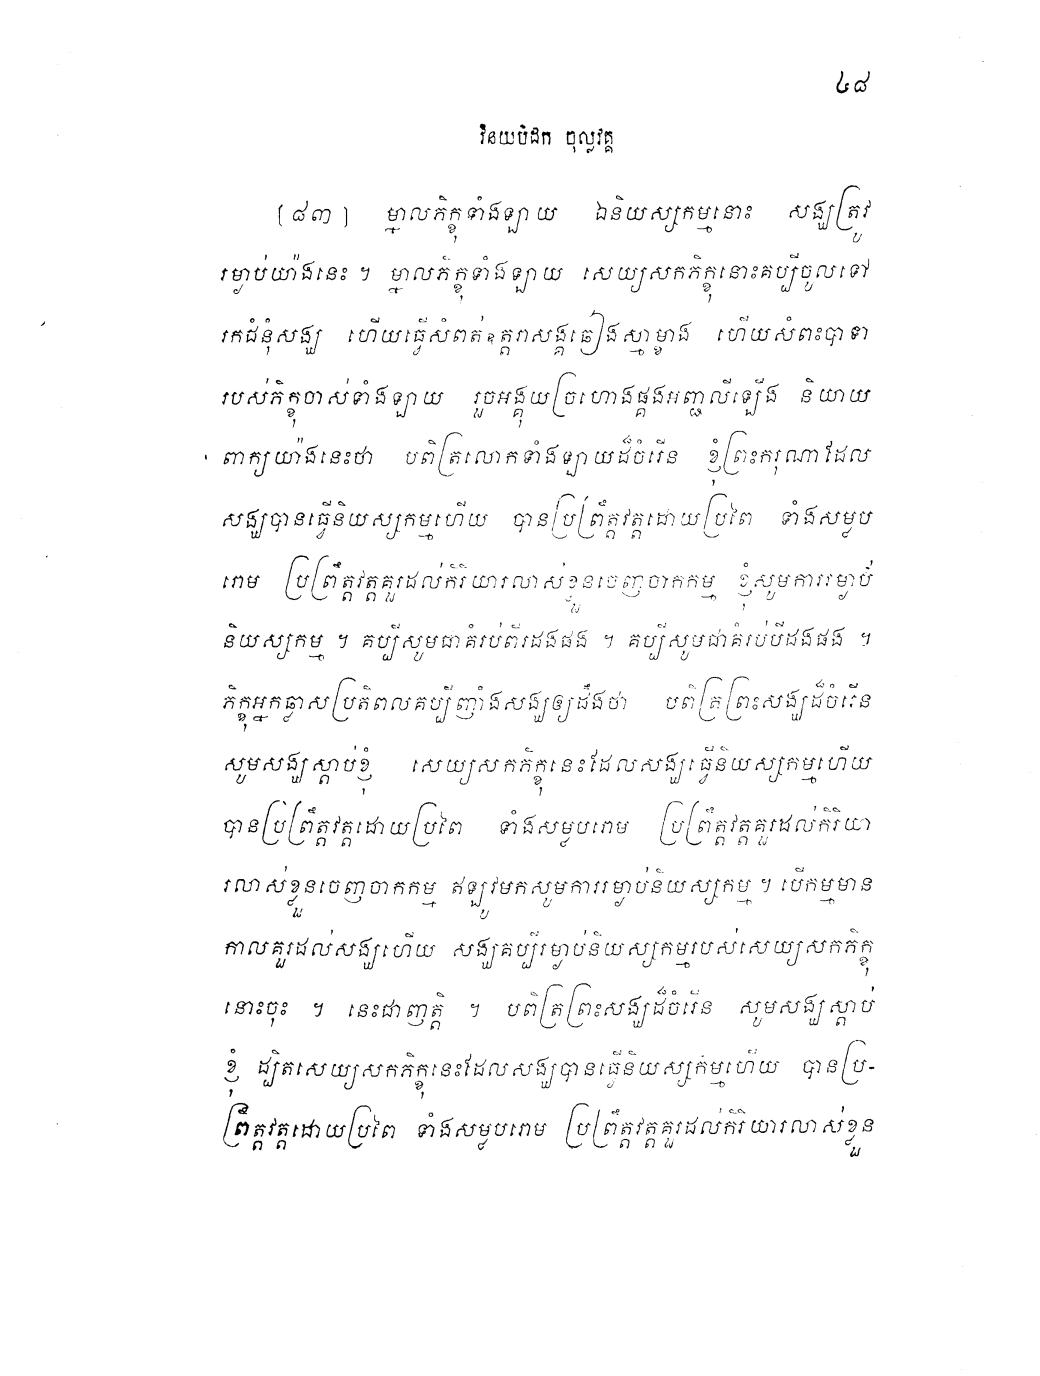 ៤៨
វិនយបិដក ចុល្លវគ្គ
[៨៣] ម្នាលភិក្ខុទាំងឡាយ ឯនិយស្សកម្មនោះ សង្ឃត្រូវ
រម្ងាប់យ៉ាងនេះ ។ ម្នាលភិក្ខុទាំងឡាយ សេយ្យសកភិក្ខុនោះគប្បីចូលទៅ
រកជំនុំសង្ឃ ហើយធ្វើសំពត់ឧត្តរាសង្គឆៀងស្មាម្ខាង ហើយសំពះបាទា
របស់ភិក្ខុចាស់ទាំងឡាយ រួចអង្គុយច្រហោងផ្គងអញ្ជលីឡើង និយាយ
ពាក្យយ៉ាងនេះថា បពិត្រលោកទាំងឡាយដ៏ចំរើន ខ្ញុំព្រះករុណាដែល
សង្ឃបានធ្វើនិយស្សកម្មហើយ បានប្រព្រឹត្តវត្តដោយប្រពៃ ទាំងសម្ងប
រោម ប្រព្រឹត្តវត្តគួរដល់កិរិយារលាស់ខ្លួនចេញចាកកម្ម ខ្ញុំសូមការរម្ងាប់
និយស្សកម្ម ។ គប្បីសូមជាគំរប់ពីរដងផង ។ គប្បីសូមជាគំរប់បីដងផង ។
ភិក្ខុអ្នកឆ្លាសប្រតិពលគប្បីញ៉ាំងសង្ឃឲ្យដឹងថា បពិត្រព្រះសង្ឃដ៏ចំរើន
សូមសង្ឃស្តាប់ខ្ញុំ សេយ្យសកភិក្ខុនេះដែលសង្ឃធ្វើនិយស្សកម្មហើយ
បានប្រព្រឹត្តវត្តដោយប្រពៃ ទាំងសម្ងបរោម ប្រព្រឹត្តវត្តគួរដល់កិរិយា
រលាស់ខ្លួនចេញចាកកម្ម ឥឡូវមកសូមការរម្ងាប់និយស្សកម្ម ។ បើកម្មមាន
កាលគួរដល់សង្ឃហើយ សង្ឃគប្បីរម្ងាប់និយស្សកម្មរបស់សេយ្យសកភិក្ខុ
នោះចុះ ។ នេះជាញត្តិ ។ បពិត្រព្រះសង្ឃដ៏ចំរើន សូមសង្ឃស្តាប់
ខ្ញុំ ដ្បិតសេយ្យសកភិក្ខុនេះដែលសង្ឃបានធ្វើនិយស្សកម្មហើយ បានប្រ-
ព្រឹត្តវត្តដោយប្រពៃ ទាំងសម្ងបរោម ប្រព្រឹត្តវត្តគួរដល់កិរិយារលាស់ខ្លួន